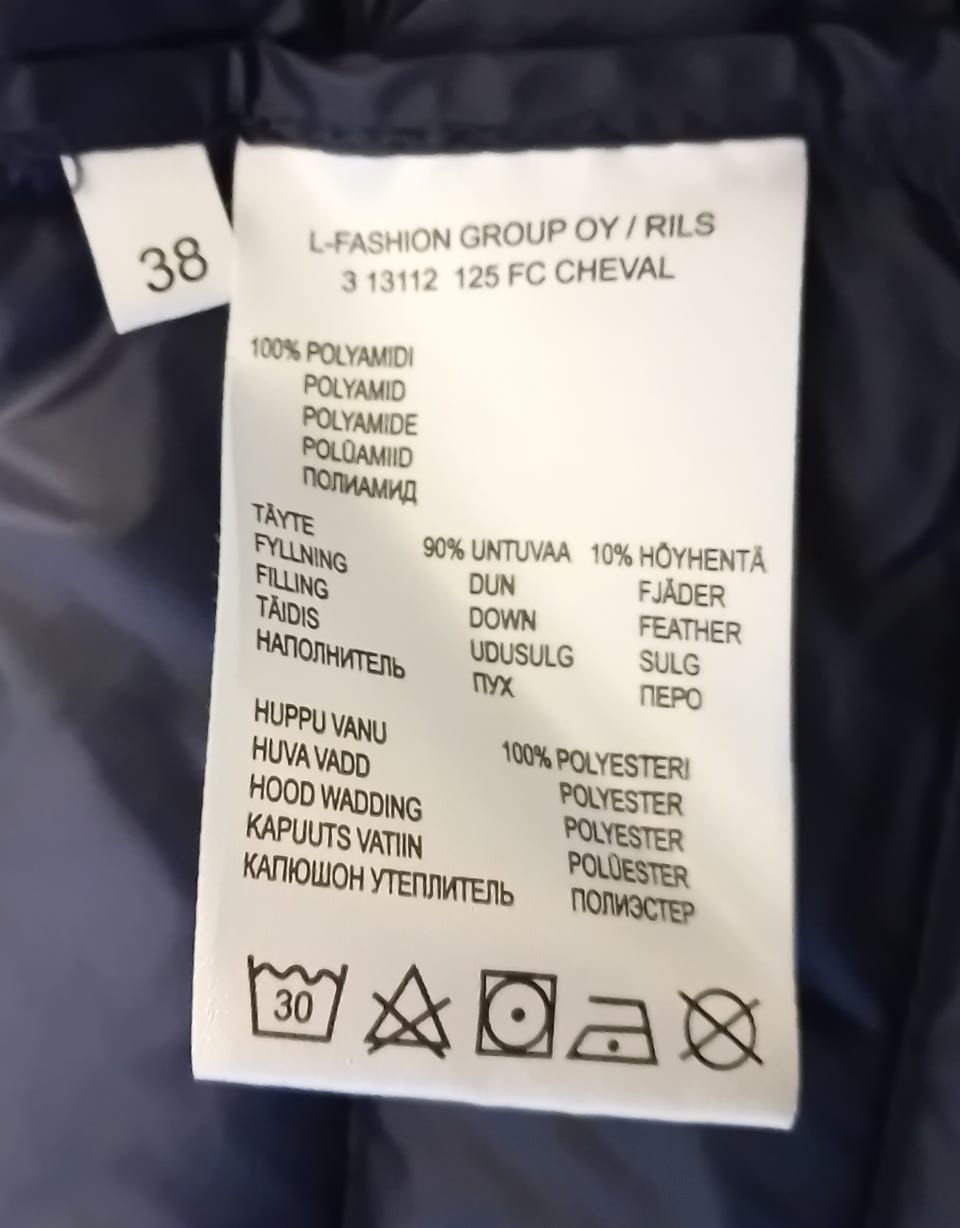 38
L-FASHION GROUP OY / RILS
3 13112 125 FC CHEVAL
100% POLYAMIDI
POLYAMID
POLYAMIDE
POLÜAMIID
ПОЛИАМИД
TÄYTE
FYLLNING
FILLING
TÄIDIS
НАПОЛНИТЕЛЬ
90% UNTUVAA 10% HÖYHENTÄ
DUN FJÄDER
DOWN FEATHER
UDUSULG SULG
ПУХ ПЕРО
HUPPU VANU
HUVA VADD
HOOD WADDING
KAPUUTS VATIIN
КАПЮШОН УТЕПЛИТЕЛЬ
100% POLYESTERI
POLYESTER
POLYESTER
POLÜESTER
ПОЛИЭСТЕР
30